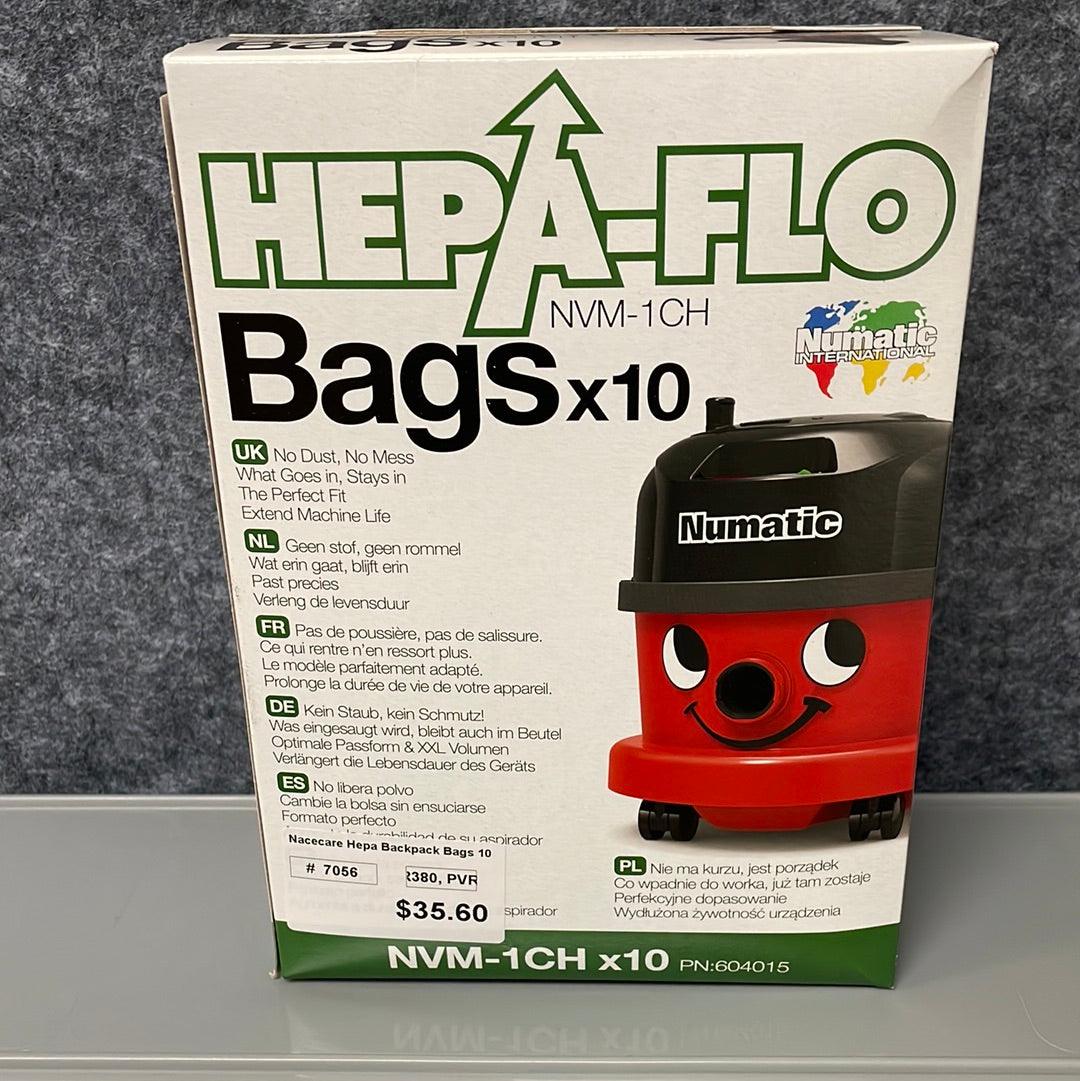 Bags x10
HEPA-FLO
NVM-1CH
Bags x10
Numatic
INTERNATIONAL
Numatic
UK No Dust, No Mess
What Goes in, Stays in
The Perfect Fit
Extend Machine Life
NL Geen stof, geen rommel
Wat erin gaat, blijft erin
Past precies
Verleng de levensduur
FR Pas de poussière, pas de salissure.
Ce qui rentre n'en ressort plus.
Le modèle parfaitement adapté.
Prolonge la durée de vie de votre appareil.
DE Kein Staub, kein Schmutz!
Was eingesaugt wird, bleibt auch im Beutel
Optimale Passform & XXL Volumen
Verlängert die Lebensdauer des Geräts
ES No libera polvo
Cambie la bolsa sin ensuciarse
Formato perfecto
durabilidad de su aspirador
Nacecare Hepa Backpack Bags 10
# 7056
380, PVR
$35.60
spirador
PL Nie ma kurzu, jest porządek
Co wpadnie do worka, już tam zostaje
Perfekcyjne dopasowanie
Wydłużona żywotność urządzenia
NVM-1CH x10 PN:604015